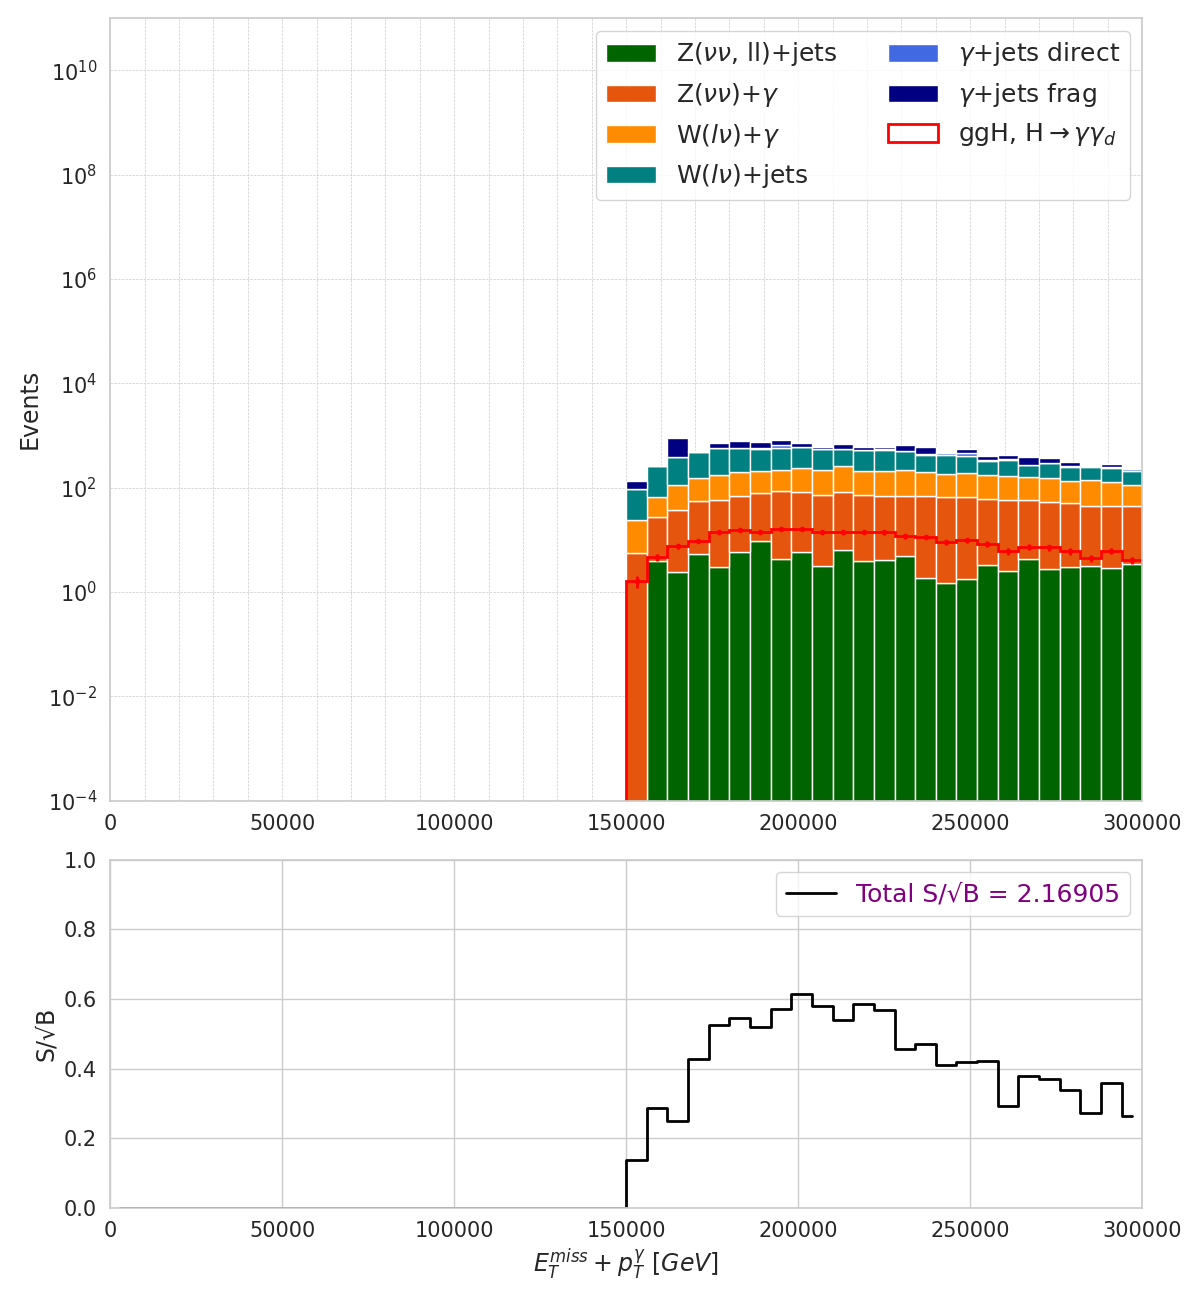 Z(νν, ll)+jets
Z(νν)+γ
W(lν)+γ
W(lν)+jets
γ+jets direct
γ+jets frag
ggH, H→γγ_d
Events
10^10
10^8
10^6
10^4
10^2
10^0
10^−2
10^−4
0 50000 100000 150000 200000 250000 300000
Total S/√B = 2.16905
S/√B
1.0
0.8
0.6
0.4
0.2
0.0
0 50000 100000 150000 200000 250000 300000
E_T^miss + p_T^γ [GeV]